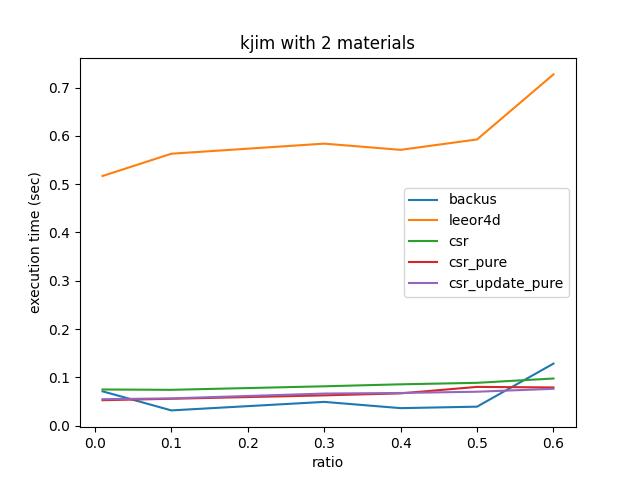 kjim with 2 materials
execution time (sec)
0.7
0.6
0.5
0.4
0.3
0.2
0.1
0.0
backus
leeor4d
csr
csr_pure
csr_update_pure
0.0 0.1 0.2 0.3 0.4 0.5 0.6
ratio